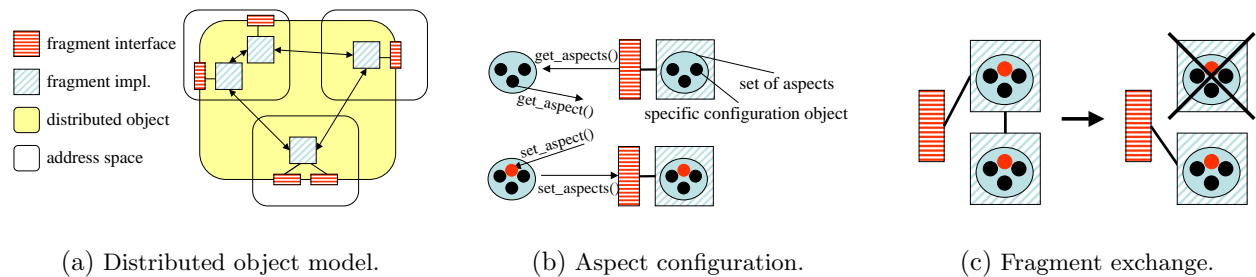 fragment interface
fragment impl.
distributed object
address space
get_aspects()
get_aspect()
set of aspects
specific configuration object
set_aspect()
set_aspects()
(a) Distributed object model.
(b) Aspect configuration.
(c) Fragment exchange.